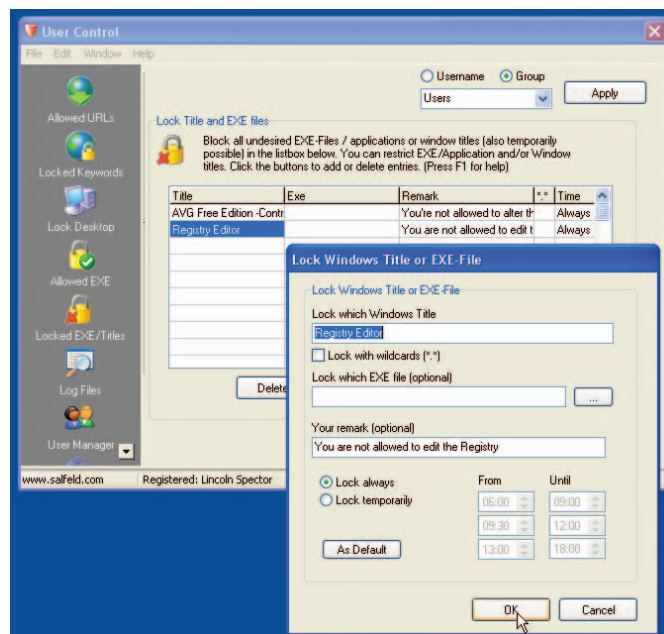 User Control
File Edit Window Help
Username Group
Users
Apply
Allowed URLs
Locked Keywords
Lock Desktop
Allowed EXE
Locked EXE/Titles
Log Files
User Manager
Lock Title and EXE files
Block all undesired EXE-Files / applications or window titles (also temporarily
possible) in the listbox below. You can restrict EXE/Application and/or Window
titles. Click the buttons to add or delete entries. (Press F1 for help)
Title Exe Remark *.* Time
AVG Free Edition -Contr You're not allowed to alter th Always
Registry Editor You are not allowed to edit t Always
Delete
www.salfeld.com Registered: Lincoln Spector
Lock Windows Title or EXE-File
Lock Windows Title or EXE-File
Lock which Windows Title
Registry Editor
Lock with wildcards (*.*)
Lock which EXE file (optional)
...
Your remark (optional)
You are not allowed to edit the Registry
Lock always From Until
Lock temporarily 06:00 09:00
09:30 12:00
As Default 13:00 18:00
OK Cancel